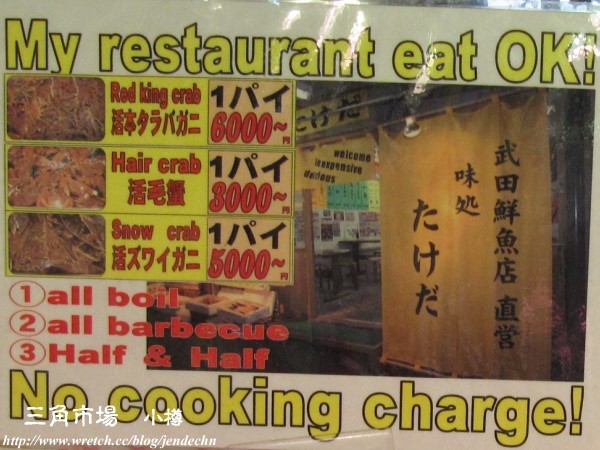 My restaurant eat OK!
Red king crab
活本タラバガニ
1パイ
6000~円
Hair crab
活毛蟹
1パイ
3000~円
Snow crab
活ズワイガニ
1パイ
5000~円
けだ
welcome
inexpensive
delicious
武田鮮魚店 直営
味処
たけだ
①all boil
②all barbecue
③Half & Half
No cooking charge!
三角市場 小樽
http://www.wretch.cc/blog/jendechn